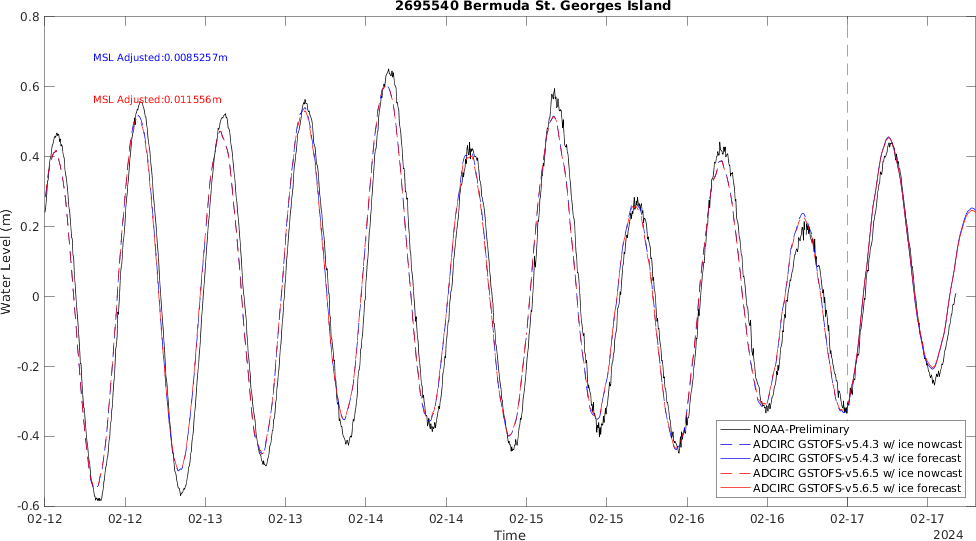 2695540 Bermuda St. Georges Island
0.8
0.6
0.4
0.2
0
-0.2
-0.4
-0.6
Water Level (m)
MSL Adjusted:0.0085257m
MSL Adjusted:0.011556m
NOAA-Preliminary
ADCIRC GSTOFS-v5.4.3 w/ ice nowcast
ADCIRC GSTOFS-v5.4.3 w/ ice forecast
ADCIRC GSTOFS-v5.6.5 w/ ice nowcast
ADCIRC GSTOFS-v5.6.5 w/ ice forecast
02-12 02-12 02-13 02-13 02-14 02-14 02-15 02-15 02-16 02-16 02-17 02-17
Time
2024